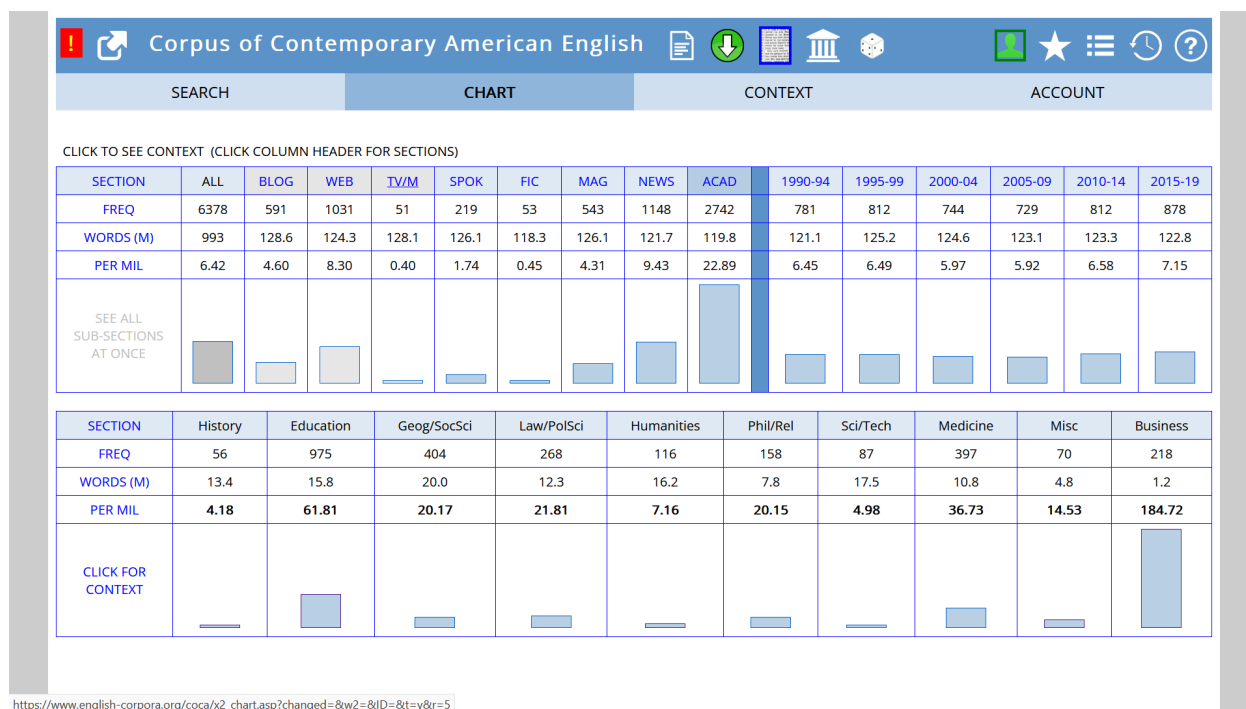 ! Corpus of Contemporary American English ?
SEARCH CHART CONTEXT ACCOUNT
CLICK TO SEE CONTEXT (CLICK COLUMN HEADER FOR SECTIONS)
SECTION ALL BLOG WEB TV/M SPOK FIC MAG NEWS ACAD 1990-94 1995-99 2000-04 2005-09 2010-14 2015-19
FREQ 6378 591 1031 51 219 53 543 1148 2742 781 812 744 729 812 878
WORDS (M) 993 128.6 124.3 128.1 126.1 118.3 126.1 121.7 119.8 121.1 125.2 124.6 123.1 123.3 122.8
PER MIL 6.42 4.60 8.30 0.40 1.74 0.45 4.31 9.43 22.89 6.45 6.49 5.97 5.92 6.58 7.15
SEE ALL
SUB-SECTIONS
AT ONCE
SECTION History Education Geog/SocSci Law/PolSci Humanities Phil/Rel Sci/Tech Medicine Misc Business
FREQ 56 975 404 268 116 158 87 397 70 218
WORDS (M) 13.4 15.8 20.0 12.3 16.2 7.8 17.5 10.8 4.8 1.2
PER MIL 4.18 61.81 20.17 21.81 7.16 20.15 4.98 36.73 14.53 184.72
CLICK FOR
CONTEXT
https://www.english-corpora.org/coca/x2_chart.asp?changed=&w2=&ID=&t=v&r=5